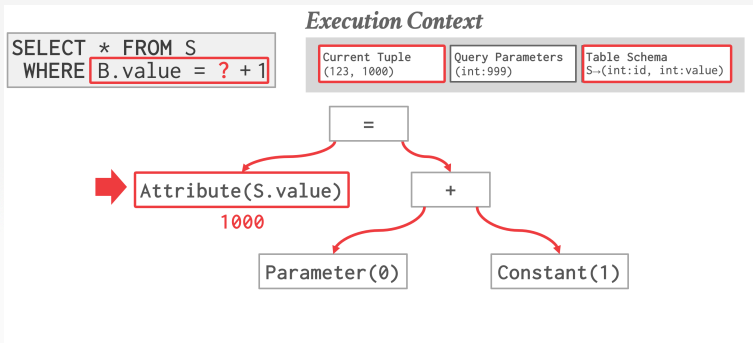 Execution Context
SELECT * FROM S
WHERE B.value = ? + 1
Current Tuple
(123, 1000)
Query Parameters
(int:999)
Table Schema
S→(int:id, int:value)
=
Attribute(S.value)
+
1000
Parameter(0)
Constant(1)